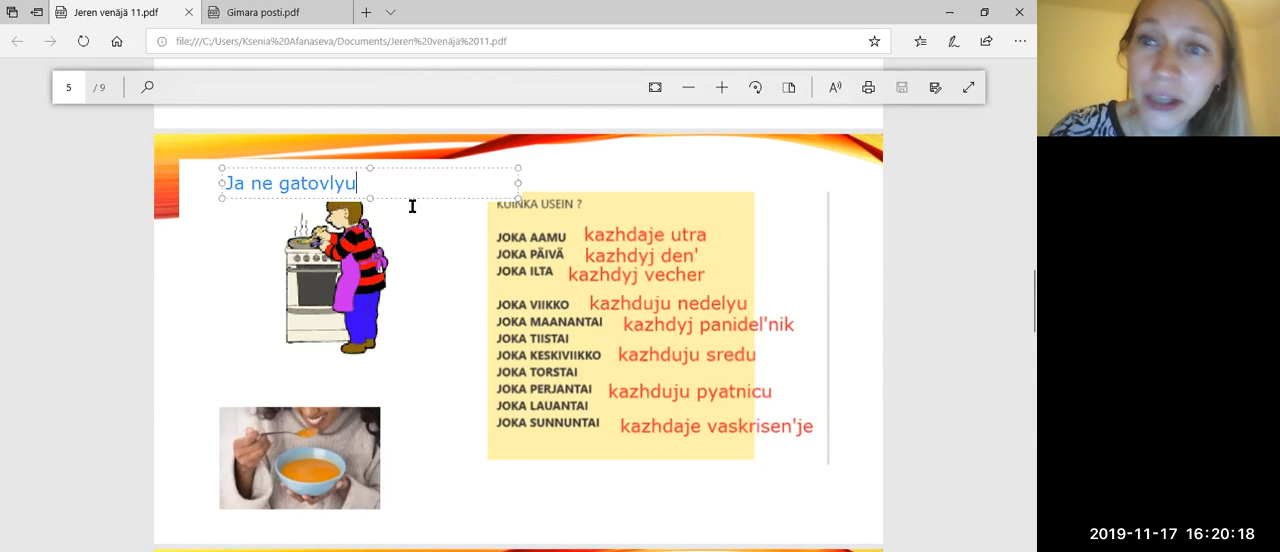 Jeren venäjä 11.pdf
Gimara posti.pdf
file:///C:/Users/Ksenia%20Afanaseva/Documents/Jeren%20venäjä%2011.pdf
5 / 9
Ja ne gatovlyu
KUINKA USEIN ?
JOKA AAMU kazhdaje utra
JOKA PÄIVÄ kazhdyj den'
JOKA ILTA kazhdyj vecher
JOKA VIIKKO kazhduju nedelyu
JOKA MAANANTAI kazhdyj panidel'nik
JOKA TIISTAI
JOKA KESKIVIIKKO kazhduju sredu
JOKA TORSTAI
JOKA PERJANTAI kazhduju pyatnicu
JOKA LAUANTAI
JOKA SUNNUNTAI kazhdaje vaskrisen'je
2019-11-17 16:20:18